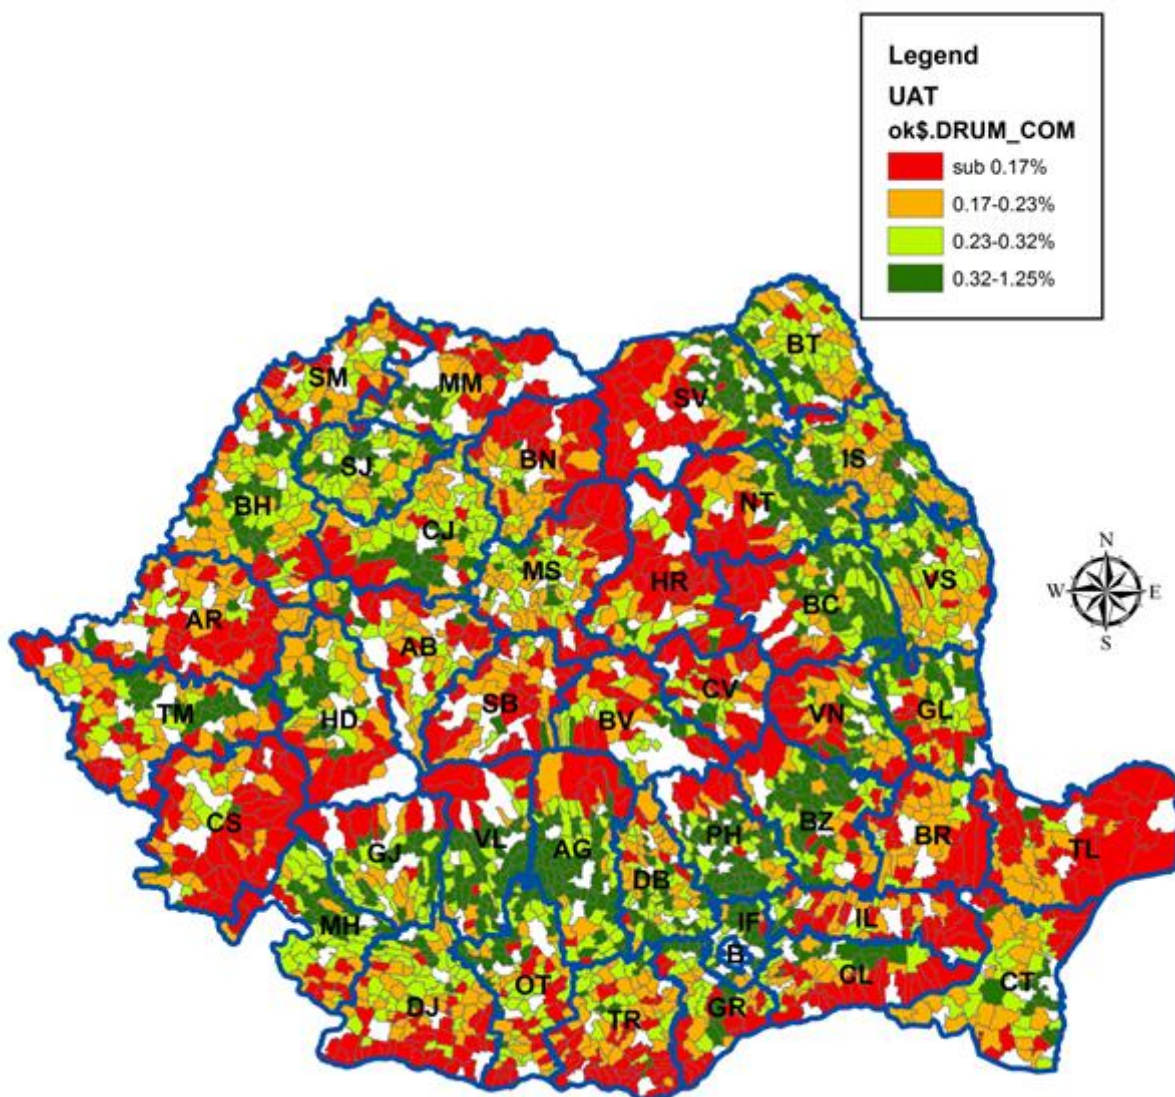 Legend
UAT
ok$.DRUM_COM
sub 0.17%
0.17-0.23%
0.23-0.32%
0.32-1.25%
BT
SM
MM
SV
SJ
BN
IS
BH
CJ
NT
MS
HR
BC
VS
N
W
E
S
AR
AB
TM
HD
SB
BV
CV
VN
GL
CS
GJ
VL
AG
PH
BZ
BR
TL
DB
MH
IF
IL
B
DJ
OT
TR
GR
CL
CT